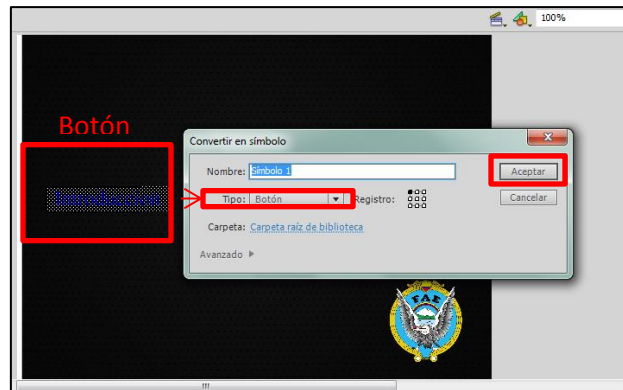 100%
Botón
Convertir en símbolo
Nombre: Símbolo 1
Aceptar
Introducción
Tipo: Botón Registro:
Cancelar
Carpeta: Carpeta raíz de biblioteca
Avanzado
FAE